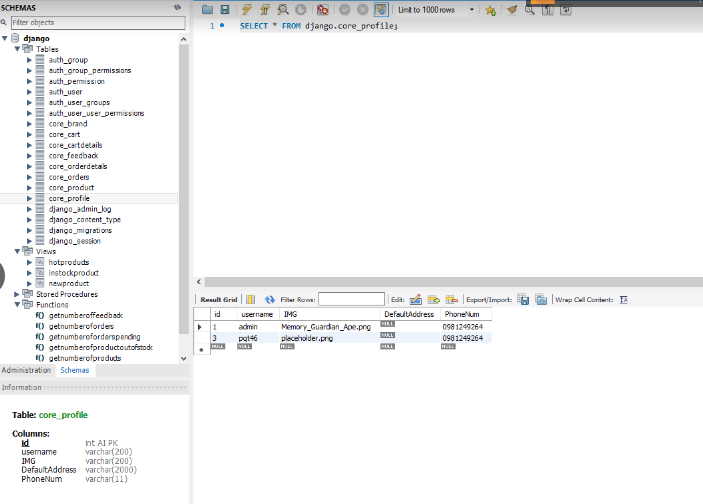 SCHEMAS
Filter objects
django
Tables
auth_group
auth_group_permissions
auth_permission
auth_user
auth_user_groups
auth_user_user_permissions
core_brand
core_cart
core_cartdetails
core_feedback
core_orderdetails
core_orders
core_product
core_profile
django_admin_log
django_content_type
django_migrations
django_session
Views
hotproducts
instockproduct
newproduct
Stored Procedures
Functions
f() getnumberoffeedback
f() getnumberoforders
f() getnumberoforderspending
f() getnumberofproductoutofstock
f() getnumberofproducts
Administration Schemas
Information
Table: core_profile
Columns:
id int AI PK
username varchar(200)
IMG varchar(200)
DefaultAddress varchar(2000)
PhoneNum varchar(11)
Limit to 1000 rows
1 SELECT * FROM django.core_profile;
Result Grid Filter Rows: Edit: Export/Import: Wrap Cell Content:
id username IMG DefaultAddress PhoneNum
1 admin Memory_Guardian_Ape.png NULL 0981249264
3 pqt46 placeholder.png NULL 0981249264
NULL NULL NULL NULL NULL